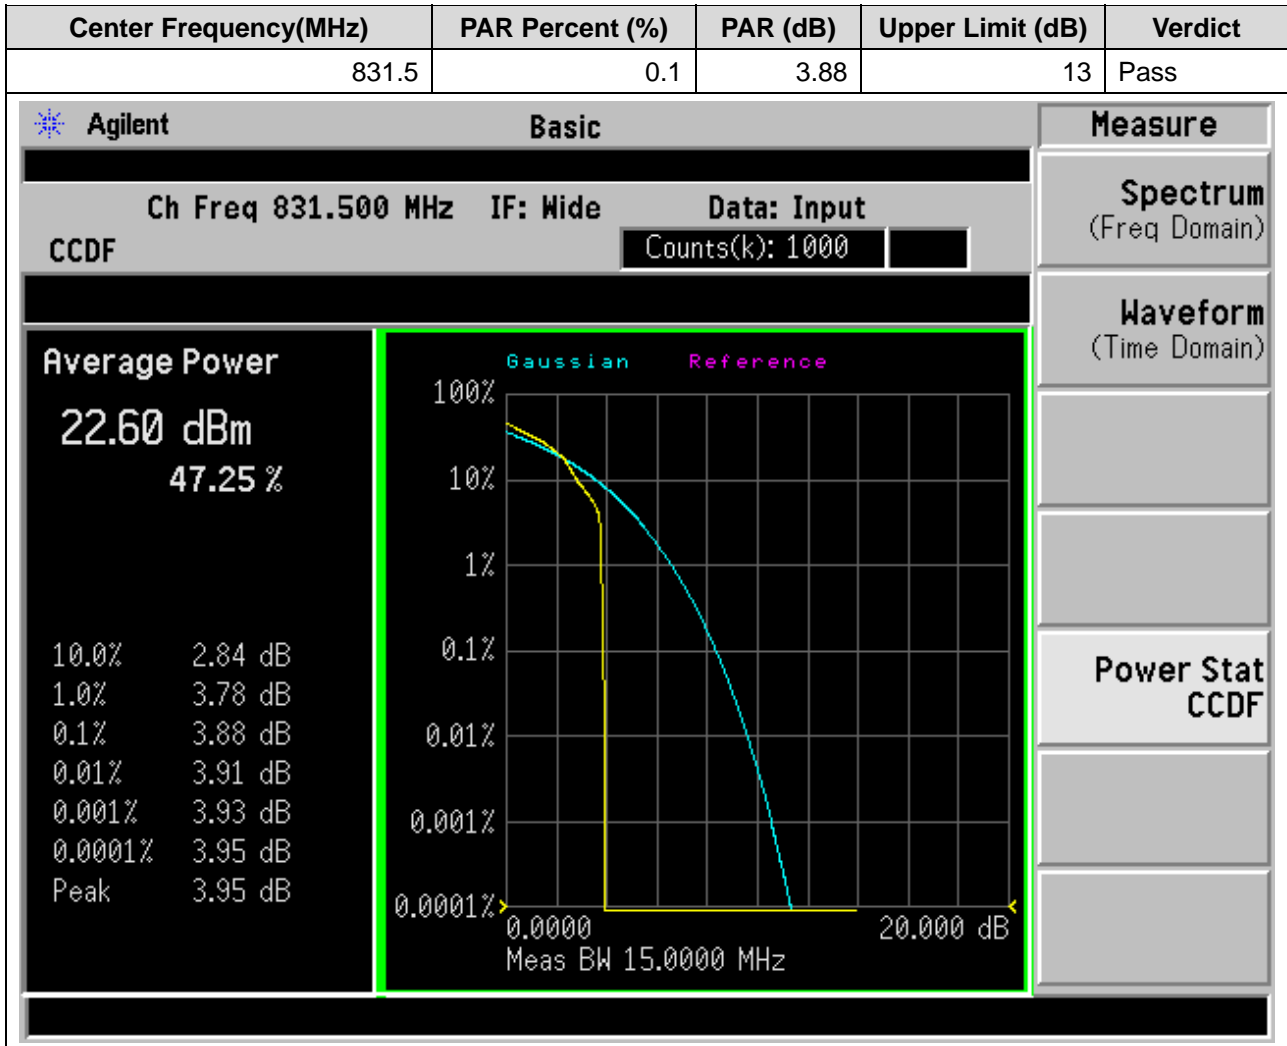 Center Frequency(MHz) PAR Percent (%) PAR (dB) Upper Limit (dB) Verdict
831.5 0.1 3.88 13 Pass
Agilent Basic Measure
Ch Freq 831.500 MHz IF: Wide Data: Input
CCDF Counts(k): 1000
Spectrum
(Freq Domain)
Waveform
(Time Domain)
Power Stat
CCDF
Average Power
22.60 dBm
47.25 %
10.0% 2.84 dB
1.0% 3.78 dB
0.1% 3.88 dB
0.01% 3.91 dB
0.001% 3.93 dB
0.0001% 3.95 dB
Peak 3.95 dB
Gaussian Reference
100%
10%
1%
0.1%
0.01%
0.001%
0.0001%
0.0000 20.000 dB
Meas BW 15.0000 MHz